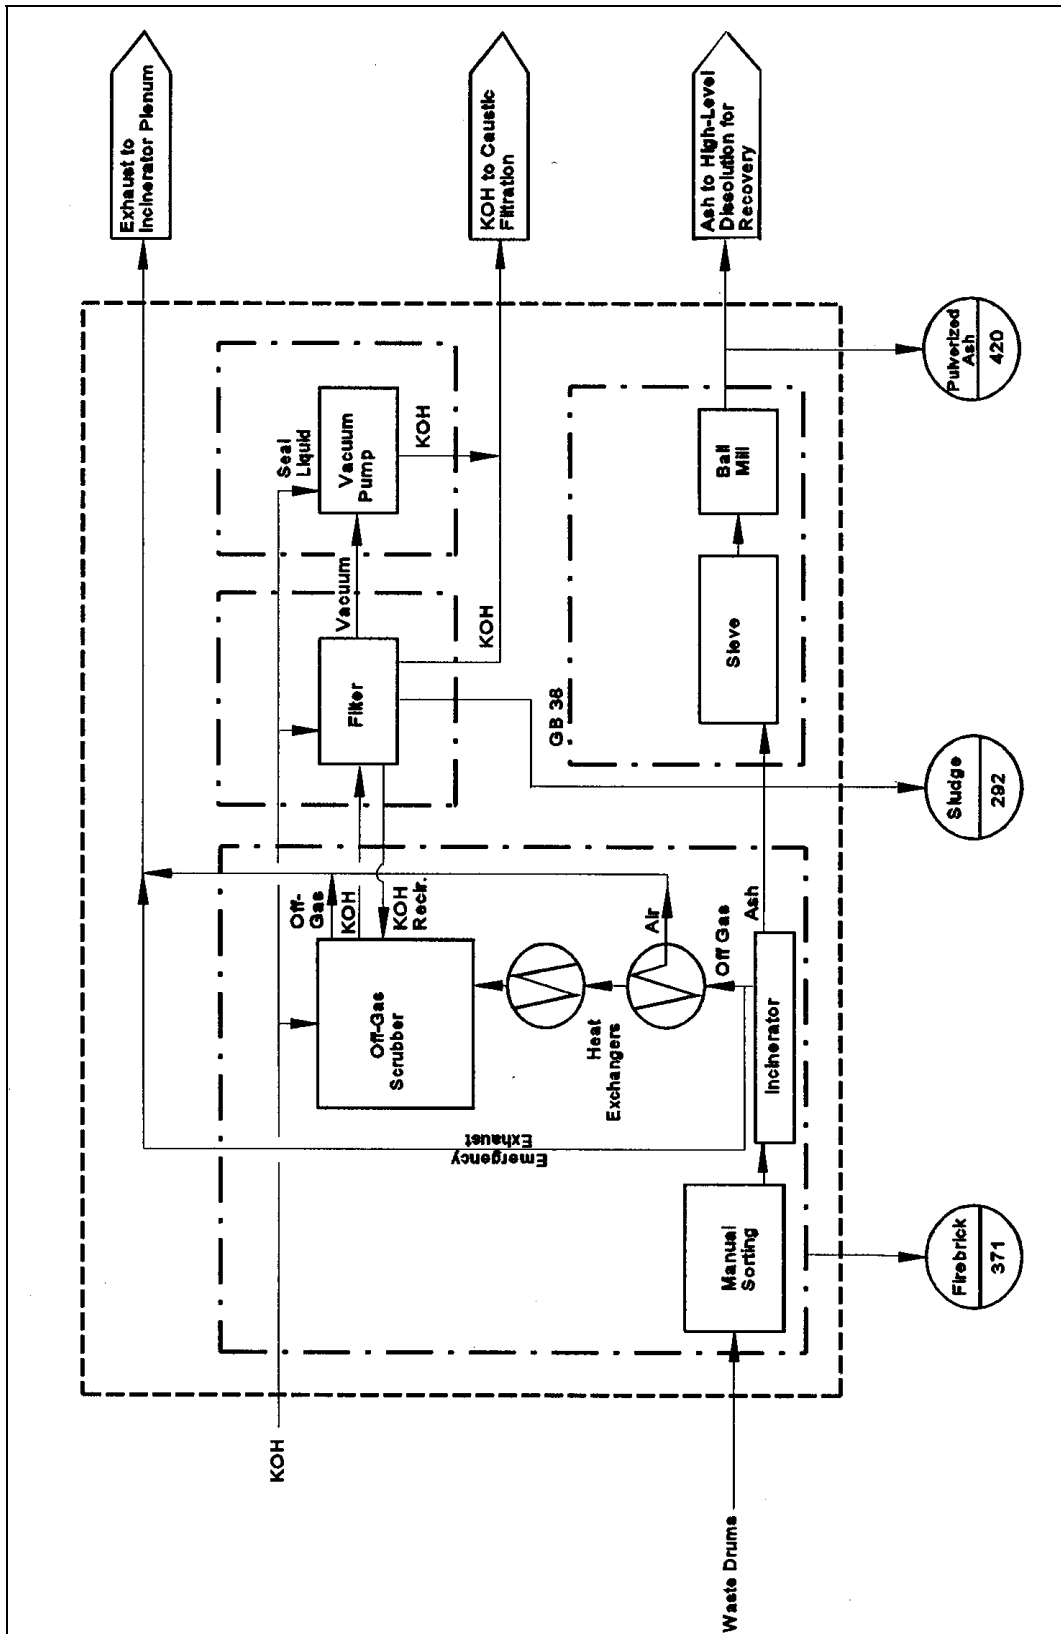 Exhaust to
Incinerator Plenum
KOH to Caustic
Filtration
Ash to High-Level
Dissolution for
Recovery
KOH
Seal
Liquid
Vacuum
Pump
KOH
Vacuum
Filter
KOH
GB 38
Off-
Gas
KOH
KOH
Recir.
Off-Gas
Scrubber
Emergency
Exhaust
Heat
Exchangers
Air
Off Gas
Waste Drums
Manual
Sorting
Incinerator
Ash
Sieve
Ball
Mill
Firebrick
371
Sludge
292
Pulverized
Ash
420